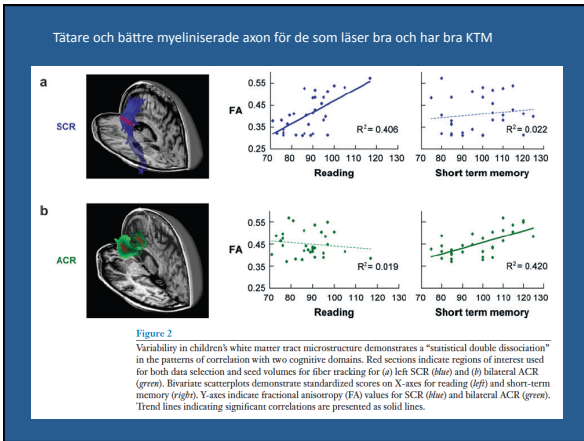 Tätare och bättre myeliniserade axon för de som läser bra och har bra KTM
a
SCR
FA
0.55
0.45
0.35
0.25
R² = 0.406
70 80 90 100 110 120 130
Reading
R² = 0.022
70 80 90 100 110 120 130
Short term memory
b
ACR
FA
0.55
0.45
0.35
0.25
R² = 0.019
70 80 90 100 110 120 130
Reading
R² = 0.420
70 80 90 100 110 120 130
Short term memory
Figure 2
Variability in children's white matter tract microstructure demonstrates a "statistical double dissociation"
in the patterns of correlation with two cognitive domains. Red sections indicate regions of interest used
for both data selection and seed volumes for fiber tracking for (a) left SCR (blue) and (b) bilateral ACR
(green). Bivariate scatterplots demonstrate standardized scores on X-axes for reading (left) and short-term
memory (right). Y-axes indicate fractional anisotropy (FA) values for SCR (blue) and bilateral ACR (green).
Trend lines indicating significant correlations are presented as solid lines.